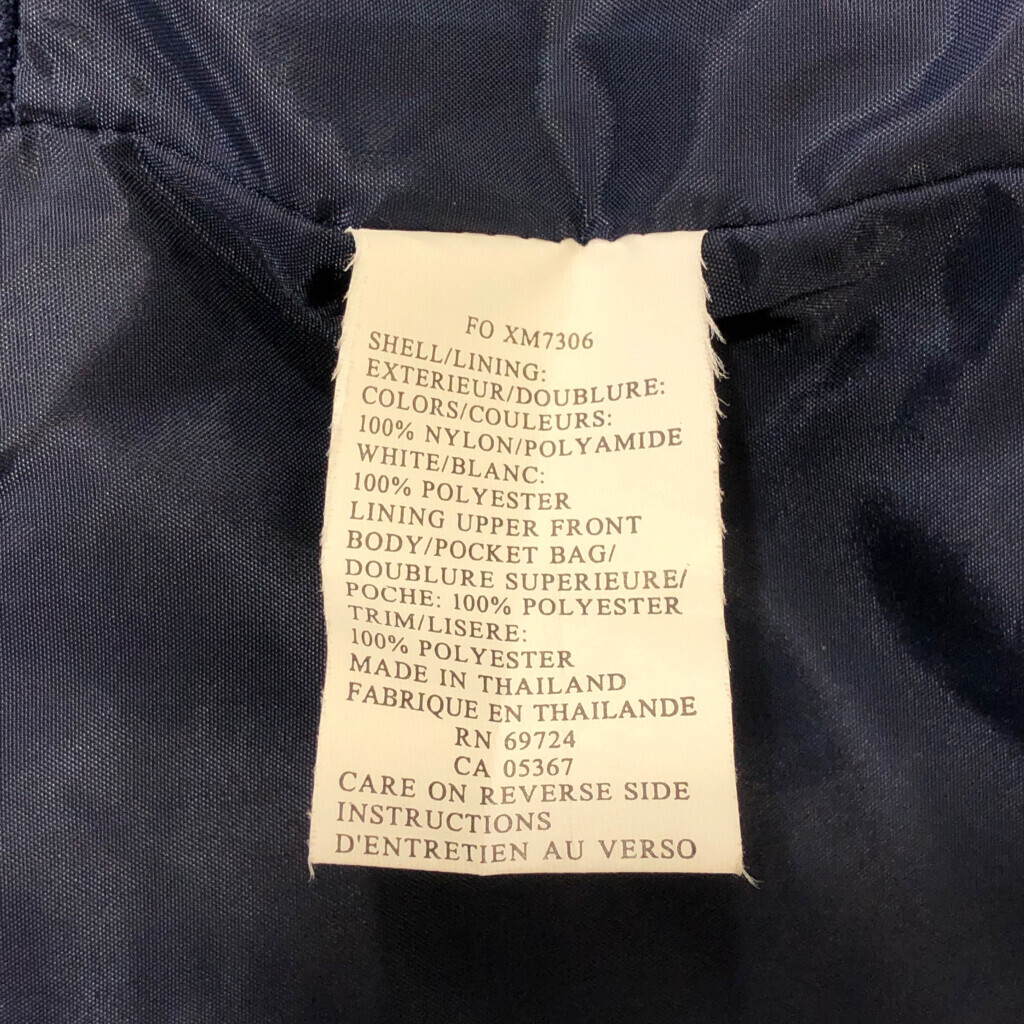 FO XM7306
SHELL/LINING:
EXTERIEUR/DOUBLURE:
COLORS/COULEURS:
100% NYLON/POLYAMIDE
WHITE/BLANC:
100% POLYESTER
LINING UPPER FRONT
BODY/POCKET BAG/
DOUBLURE SUPERIEURE/
POCHE: 100% POLYESTER
TRIM/LISERE:
100% POLYESTER
MADE IN THAILAND
FABRIQUE EN THAILANDE
RN 69724
CA 05367
CARE ON REVERSE SIDE
INSTRUCTIONS
D'ENTRETIEN AU VERSO